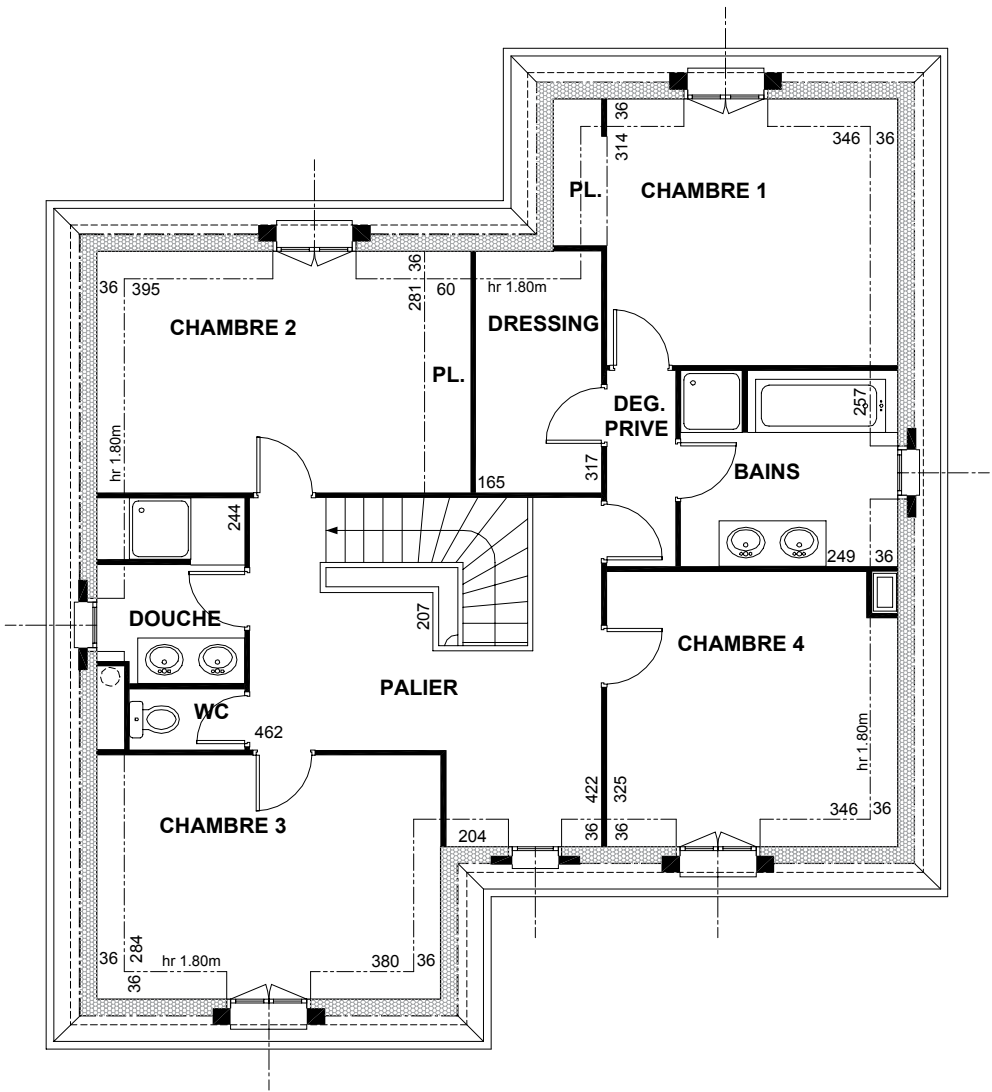 36
314
346
36
PL.
CHAMBRE 1
36
395
281
36
60
hr 1.80m
CHAMBRE 2
DRESSING
PL.
DEG.
PRIVE
257
hr 1.80m
317
165
BAINS
244
249
36
DOUCHE
207
CHAMBRE 4
PALIER
WC
462
hr 1.80m
422
325
346
36
CHAMBRE 3
204
36
36
36
284
36
hr 1.80m
380
36